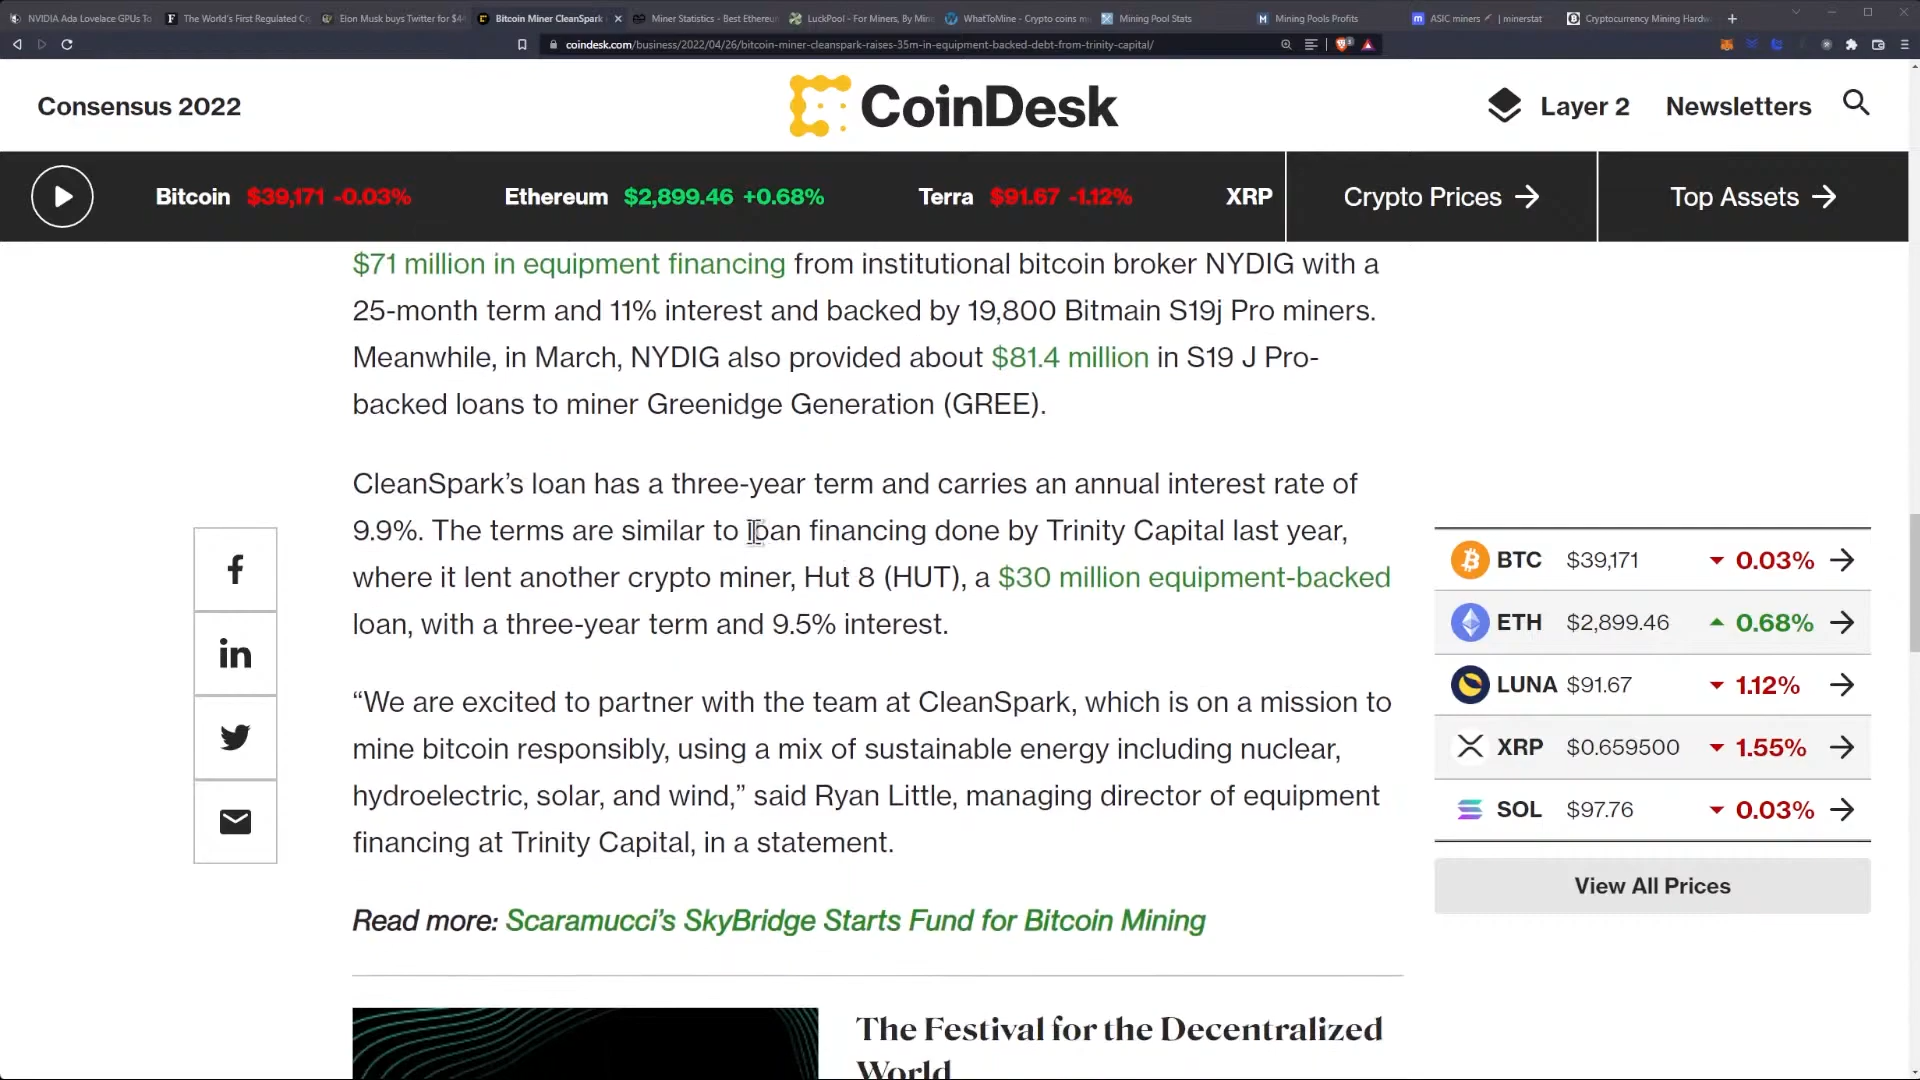 NVIDIA Ada Lovelace GPUs To
The World's First Regulated Cr
Elon Musk buys Twitter for $4
Bitcoin Miner CleanSpark
Miner Statistics - Best Ethereu
LuckPool - For Miners, By Min
WhatToMine - Crypto coins m
Mining Pool Stats
Mining Pools Profits
ASIC miners | minerstat
Cryptocurrency Mining Hardw
coindesk.com/business/2022/04/26/bitcoin-miner-cleanspark-raises-35m-in-equipment-backed-debt-from-trinity-capital/
Consensus 2022
CoinDesk
Layer 2
Newsletters
Bitcoin $39,171 -0.03%
Ethereum $2,899.46 +0.68%
Terra $91.67 -1.12%
XRP
Crypto Prices →
Top Assets →
$71 million in equipment financing from institutional bitcoin broker NYDIG with a
25-month term and 11% interest and backed by 19,800 Bitmain S19j Pro miners.
Meanwhile, in March, NYDIG also provided about $81.4 million in S19 J Pro-
backed loans to miner Greenidge Generation (GREE).
CleanSpark’s loan has a three-year term and carries an annual interest rate of
9.9%. The terms are similar to loan financing done by Trinity Capital last year,
where it lent another crypto miner, Hut 8 (HUT), a $30 million equipment-backed
loan, with a three-year term and 9.5% interest.
“We are excited to partner with the team at CleanSpark, which is on a mission to
mine bitcoin responsibly, using a mix of sustainable energy including nuclear,
hydroelectric, solar, and wind,” said Ryan Little, managing director of equipment
financing at Trinity Capital, in a statement.
Read more: Scaramucci’s SkyBridge Starts Fund for Bitcoin Mining
The Festival for the Decentralized
World
BTC $39,171 0.03%
ETH $2,899.46 0.68%
LUNA $91.67 1.12%
XRP $0.659500 1.55%
SOL $97.76 0.03%
View All Prices